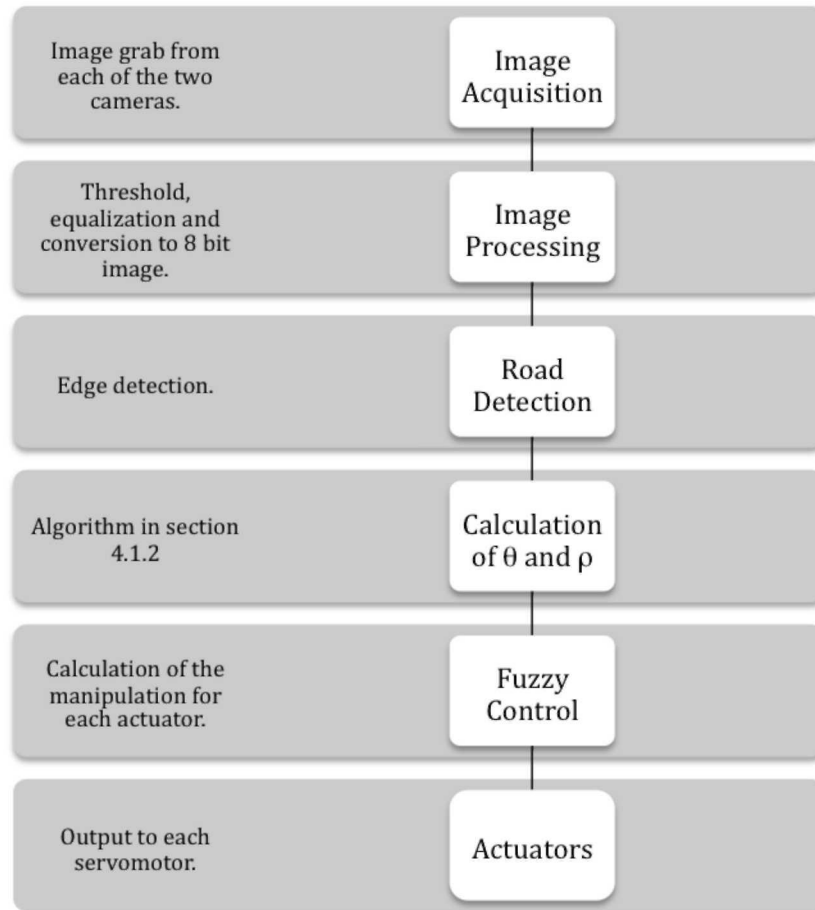 Image grab from
each of the two
cameras.
Image
Acquisition
Threshold,
equalization and
conversion to 8 bit
image.
Image
Processing
Edge detection.
Road
Detection
Algorithm in section
4.1.2
Calculation
of θ and ρ
Calculation of the
manipulation for
each actuator.
Fuzzy
Control
Output to each
servomotor.
Actuators